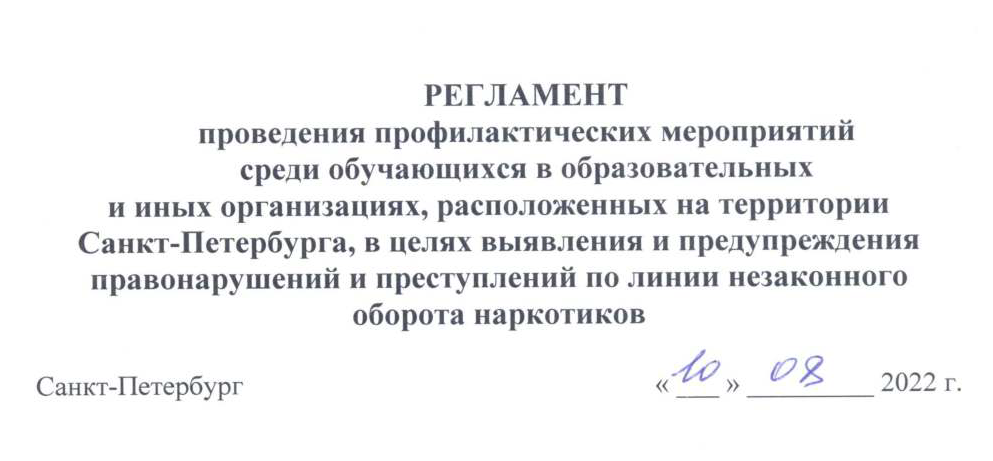 РЕГЛАМЕНТ
проведения профилактических мероприятий
среди обучающихся в образовательных
и иных организациях, расположенных на территории
Санкт-Петербурга, в целях выявления и предупреждения
правонарушений и преступлений по линии незаконного
оборота наркотиков
Санкт-Петербург «10» 08 2022 г.